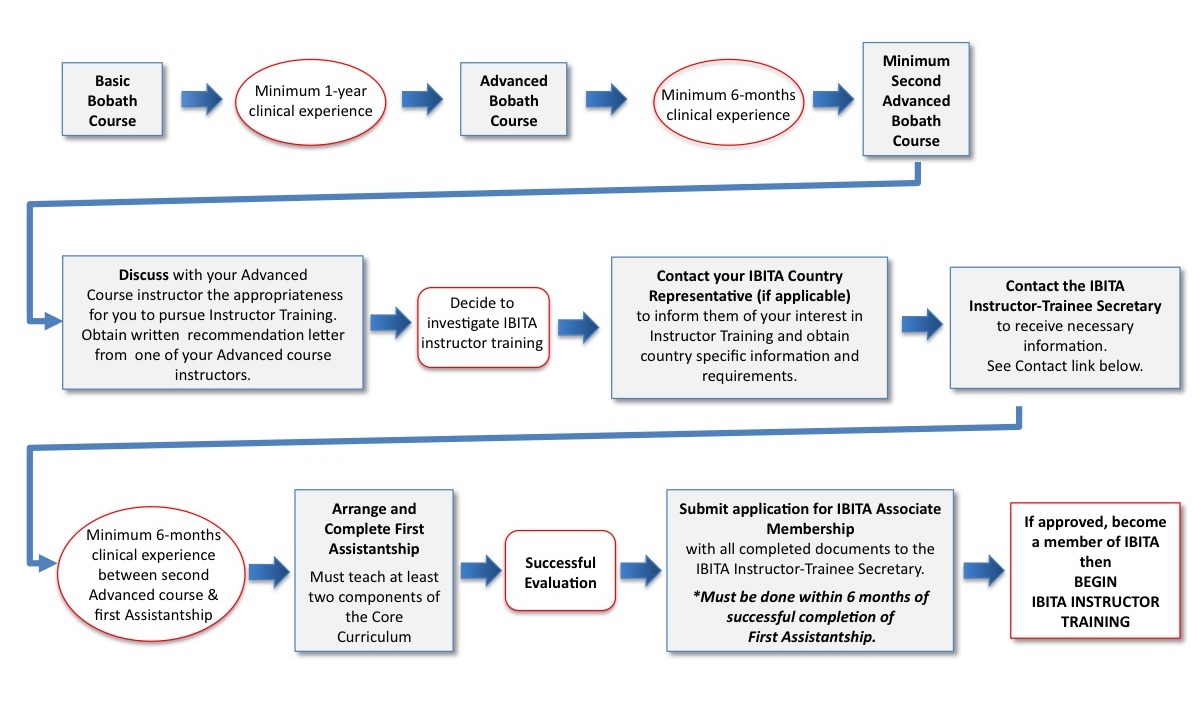 Basic
Bobath
Course
Minimum 1-year
clinical experience
Advanced
Bobath
Course
Minimum 6-months
clinical experience
Minimum
Second
Advanced
Bobath
Course
Discuss with your Advanced
Course instructor the appropriateness
for you to pursue Instructor Training.
Obtain written recommendation letter
from one of your Advanced course
instructors.
Decide to
investigate IBITA
instructor training
Contact your IBITA Country
Representative (if applicable)
to inform them of your interest in
Instructor Training and obtain
country specific information and
requirements.
Contact the IBITA
Instructor-Trainee Secretary
to receive necessary
information.
See Contact link below.
Minimum 6-months
clinical experience
between second
Advanced course &
first Assistantship
Arrange and
Complete First
Assistantship
Must teach at least
two components of
the Core
Curriculum
Successful
Evaluation
Submit application for IBITA Associate
Membership
with all completed documents to the
IBITA Instructor-Trainee Secretary.
*Must be done within 6 months of
successful completion of
First Assistantship.
If approved, become
a member of IBITA
then
BEGIN
IBITA INSTRUCTOR
TRAINING